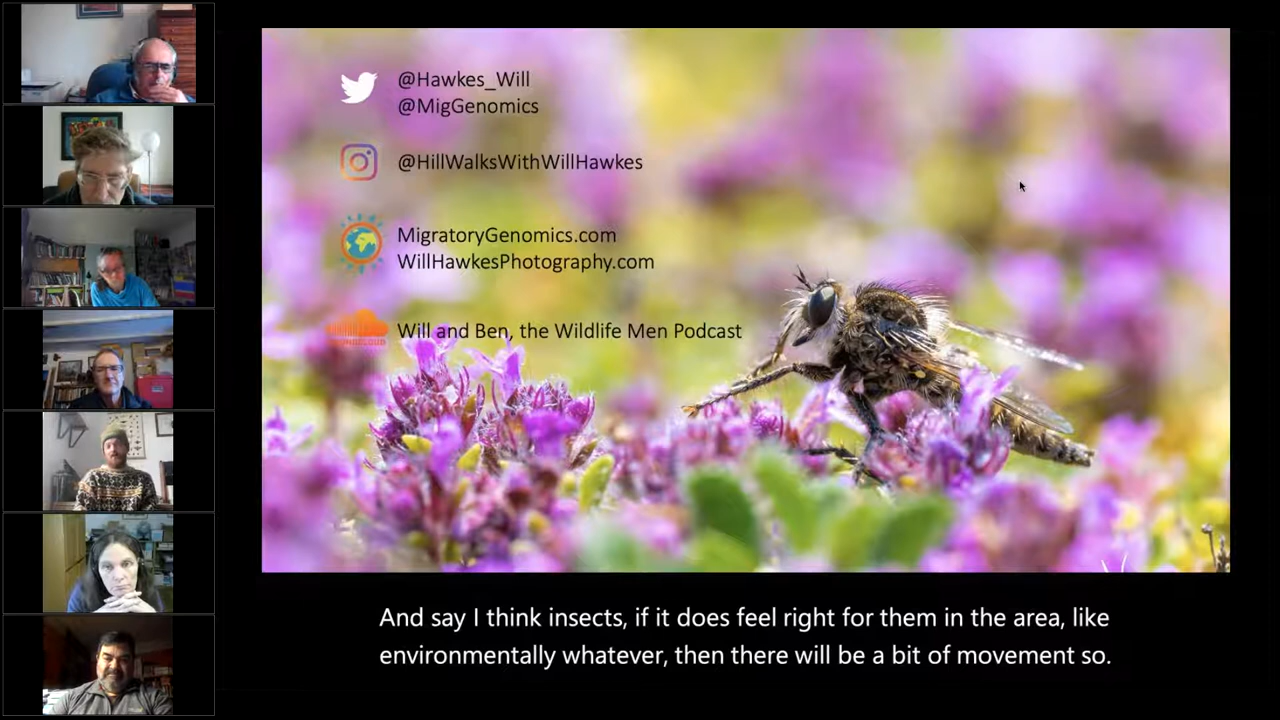 @Hawkes_Will
@MigGenomics
@HillWalksWithWillHawkes
MigratoryGenomics.com
WillHawkesPhotography.com
Will and Ben, the Wildlife Men Podcast
And say I think insects, if it does feel right for them in the area, like
environmentally whatever, then there will be a bit of movement so.